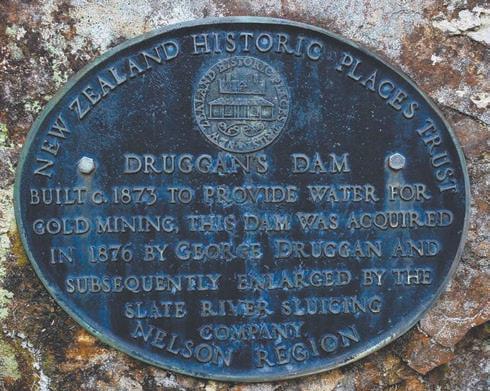 NEW ZEALAND HISTORIC PLACES TRUST
DRUGGAN'S DAM
BUILT c. 1873 TO PROVIDE WATER FOR
GOLD MINING, THIS DAM WAS ACQUIRED
IN 1876 BY GEORGE DRUGGAN AND
SUBSEQUENTLY ENLARGED BY THE
SLATE RIVER SLUICING
COMPANY.
NELSON REGION